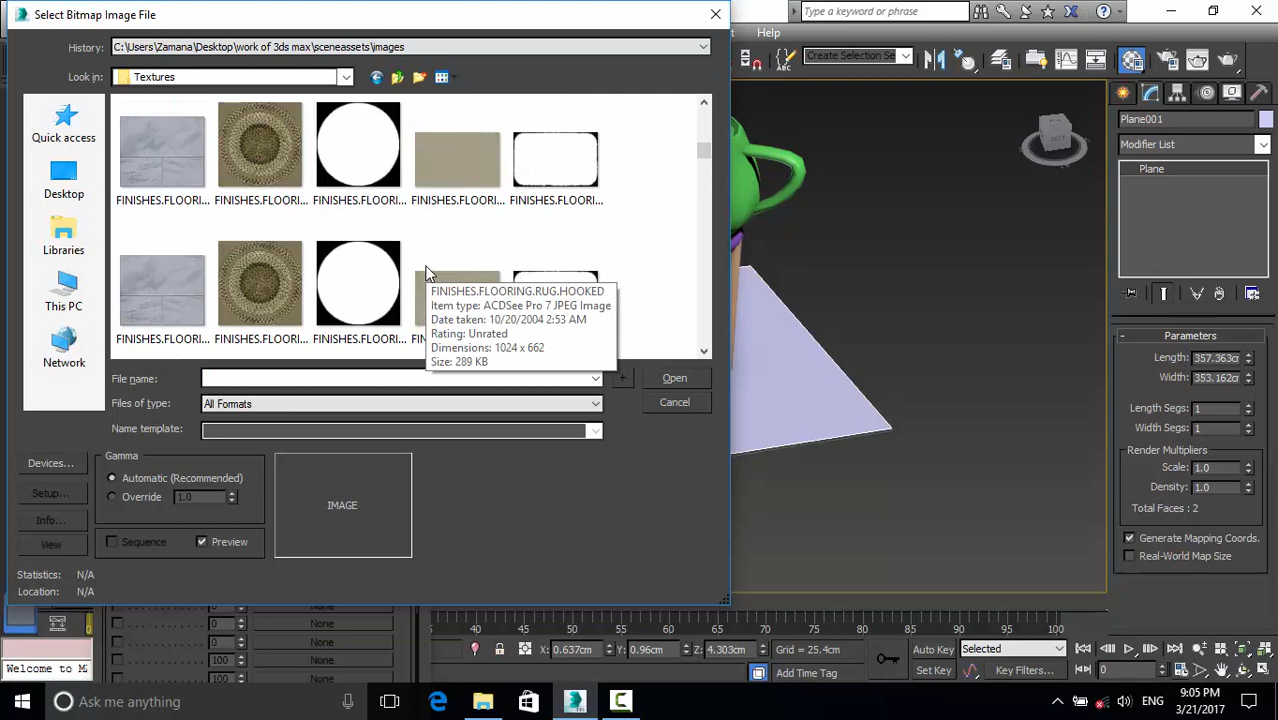 Select Bitmap Image File
Type a keyword or phrase
History:
C:\Users\Zamana\Desktop\work of 3ds max\sceneassets\images
Help
Look in:
Textures
Create Selection Se
Quick access
Desktop
Libraries
This PC
Network
FINISHES.FLOORI...
FINISHES.FLOORI...
FINISHES.FLOORI...
FINISHES.FLOORI...
FINISHES.FLOORI...
FINISHES.FLOORI...
FINISHES.FLOORI...
FINISHES.FLOORI...
FINISHES.FLOORING.RUG.HOOKED
Item type: ACDSee Pro 7 JPEG Image
Date taken: 10/20/2004 2:53 AM
Rating: Unrated
Dimensions: 1024 x 662
Size: 289 KB
File name:
+
Open
Files of type:
All Formats
Cancel
Name template:
Devices...
Setup...
Info...
View
Gamma
Automatic (Recommended)
Override
1.0
Sequence
Preview
IMAGE
Statistics: N/A
Location: N/A
Plane001
Modifier List
Plane
Parameters
Length: 357.363cm
Width: 353.162cm
Length Segs: 1
Width Segs: 1
Render Multipliers
Scale: 1.0
Density: 1.0
Total Faces : 2
Generate Mapping Coords.
Real-World Map Size
None
0 None
0 None
100 None
100 None
40 45 50 55 60 65 70 75 80 85 90 95 100
X: 0.637cm
Y: 0.96cm
Z: 4.303cm
Grid = 25.4cm
Auto Key
Selected
Set Key
Key Filters...
0
Add Time Tag
Welcome to M
Ask me anything
ENG
9:05 PM
3/21/2017